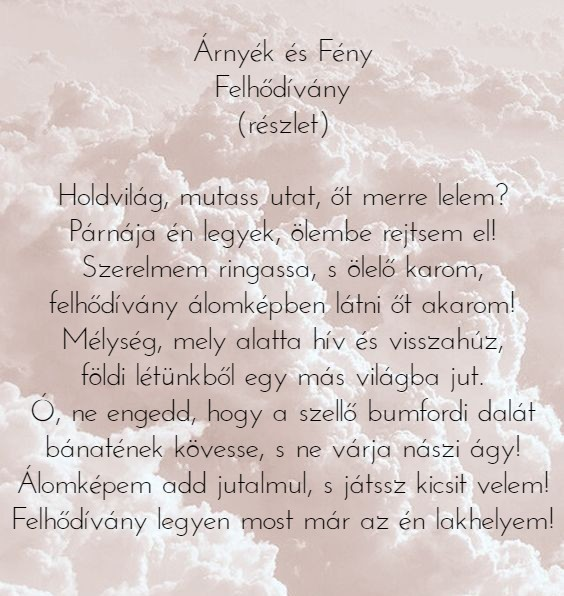 Árnyék és Fény
Felhődívány
(részlet)
Holdvilág, mutass utat, őt merre lelem?
Párnája én legyek, ölembe rejtsem el!
Szerelmem ringassa, s ölelő karom,
felhődívány álomképben látni őt akarom!
Mélység, mely alatta hív és visszahúz,
földi létünkből egy más világba jut.
Ó, ne engedd, hogy a szellő bumfordi dalát
bánatének kövesse, s ne várja nászi ágy!
Álomképem add jutalmul, s játssz kicsit velem!
Felhődívány legyen most már az én lakhelyem!